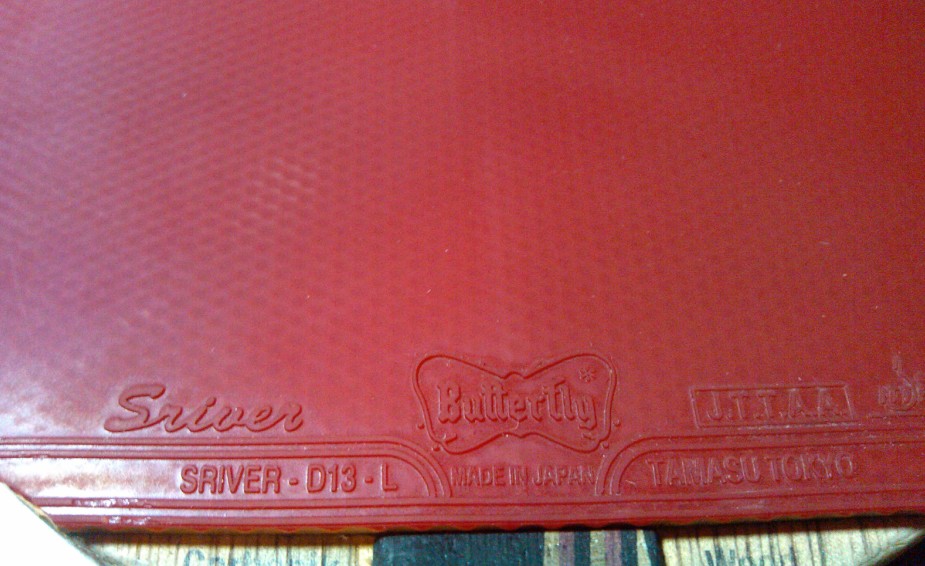 Sriver
Butterfly
J.T.T.A.A.
SRIVER - D13 - L
MADE IN JAPAN
TAMASU TOKYO